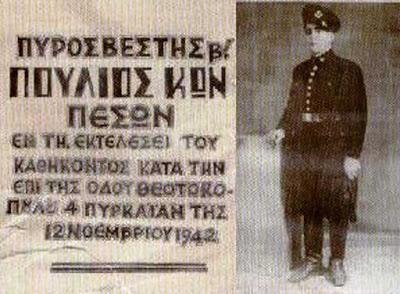 ΠΥΡΟΣΒΕΣΤΗΣ Β!
ΠΟΥΛΙΟΣ ΚΩΝ
ΠΕΣΩΝ
ΕΝ ΤΗ. ΕΚΤΕΛΕΣΕΙ ΤΟΥ
ΚΑΘΗΚΟΝΤΟΣ ΚΑΤΑ ΤΗΝ
ΕΠΙ ΤΗΣ ΟΔΟΥ ΘΕΟΤΟΚΟ-
4 ΠΥΡΚΑΪΑΝ ΤΗΣ
12 ΝΟΕΜΒΡΙΟΥ 1942